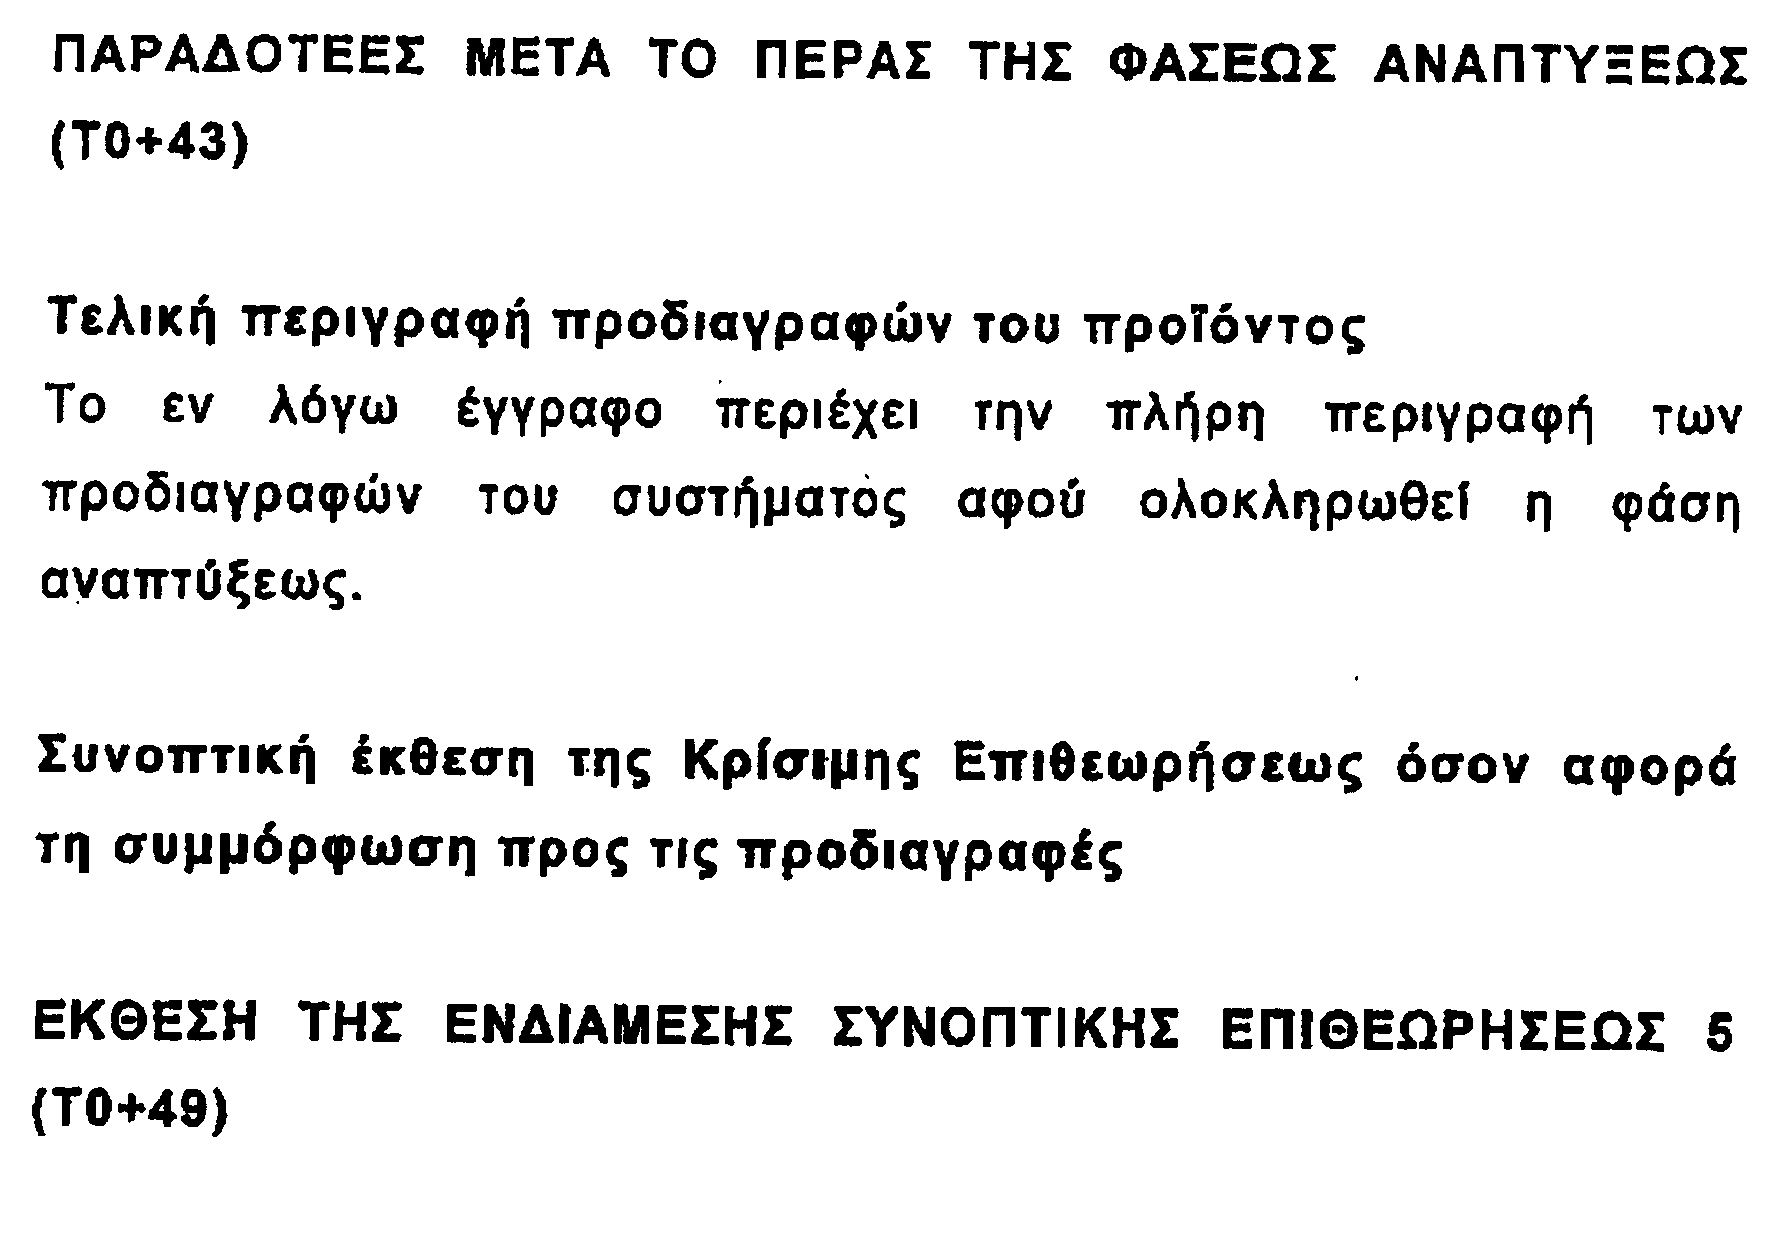 ΠΑΡΑΔΟΤΕΕΣ ΜΕΤΑ ΤΟ ΠΕΡΑΣ ΤΗΣ ΦΑΣΕΩΣ ΑΝΑΠΤΥΞΕΩΣ
(Τ0+43)
Τελική περιγραφή προδιαγραφών του προϊόντος
Το εν λόγω έγγραφο περιέχει την πλήρη περιγραφή των
προδιαγραφών του συστήματος αφού ολοκληρωθεί η φάση
αναπτύξεως.
Συνοπτική έκθεση της Κρίσιμης Επιθεωρήσεως όσον αφορά
τη συμμόρφωση προς τις προδιαγραφές
ΕΚΘΕΣΗ ΤΗΣ ΕΝΔΙΑΜΕΣΗΣ ΣΥΝΟΠΤΙΚΗΣ ΕΠΙΘΕΩΡΗΣΕΩΣ 5
(Τ0+49)